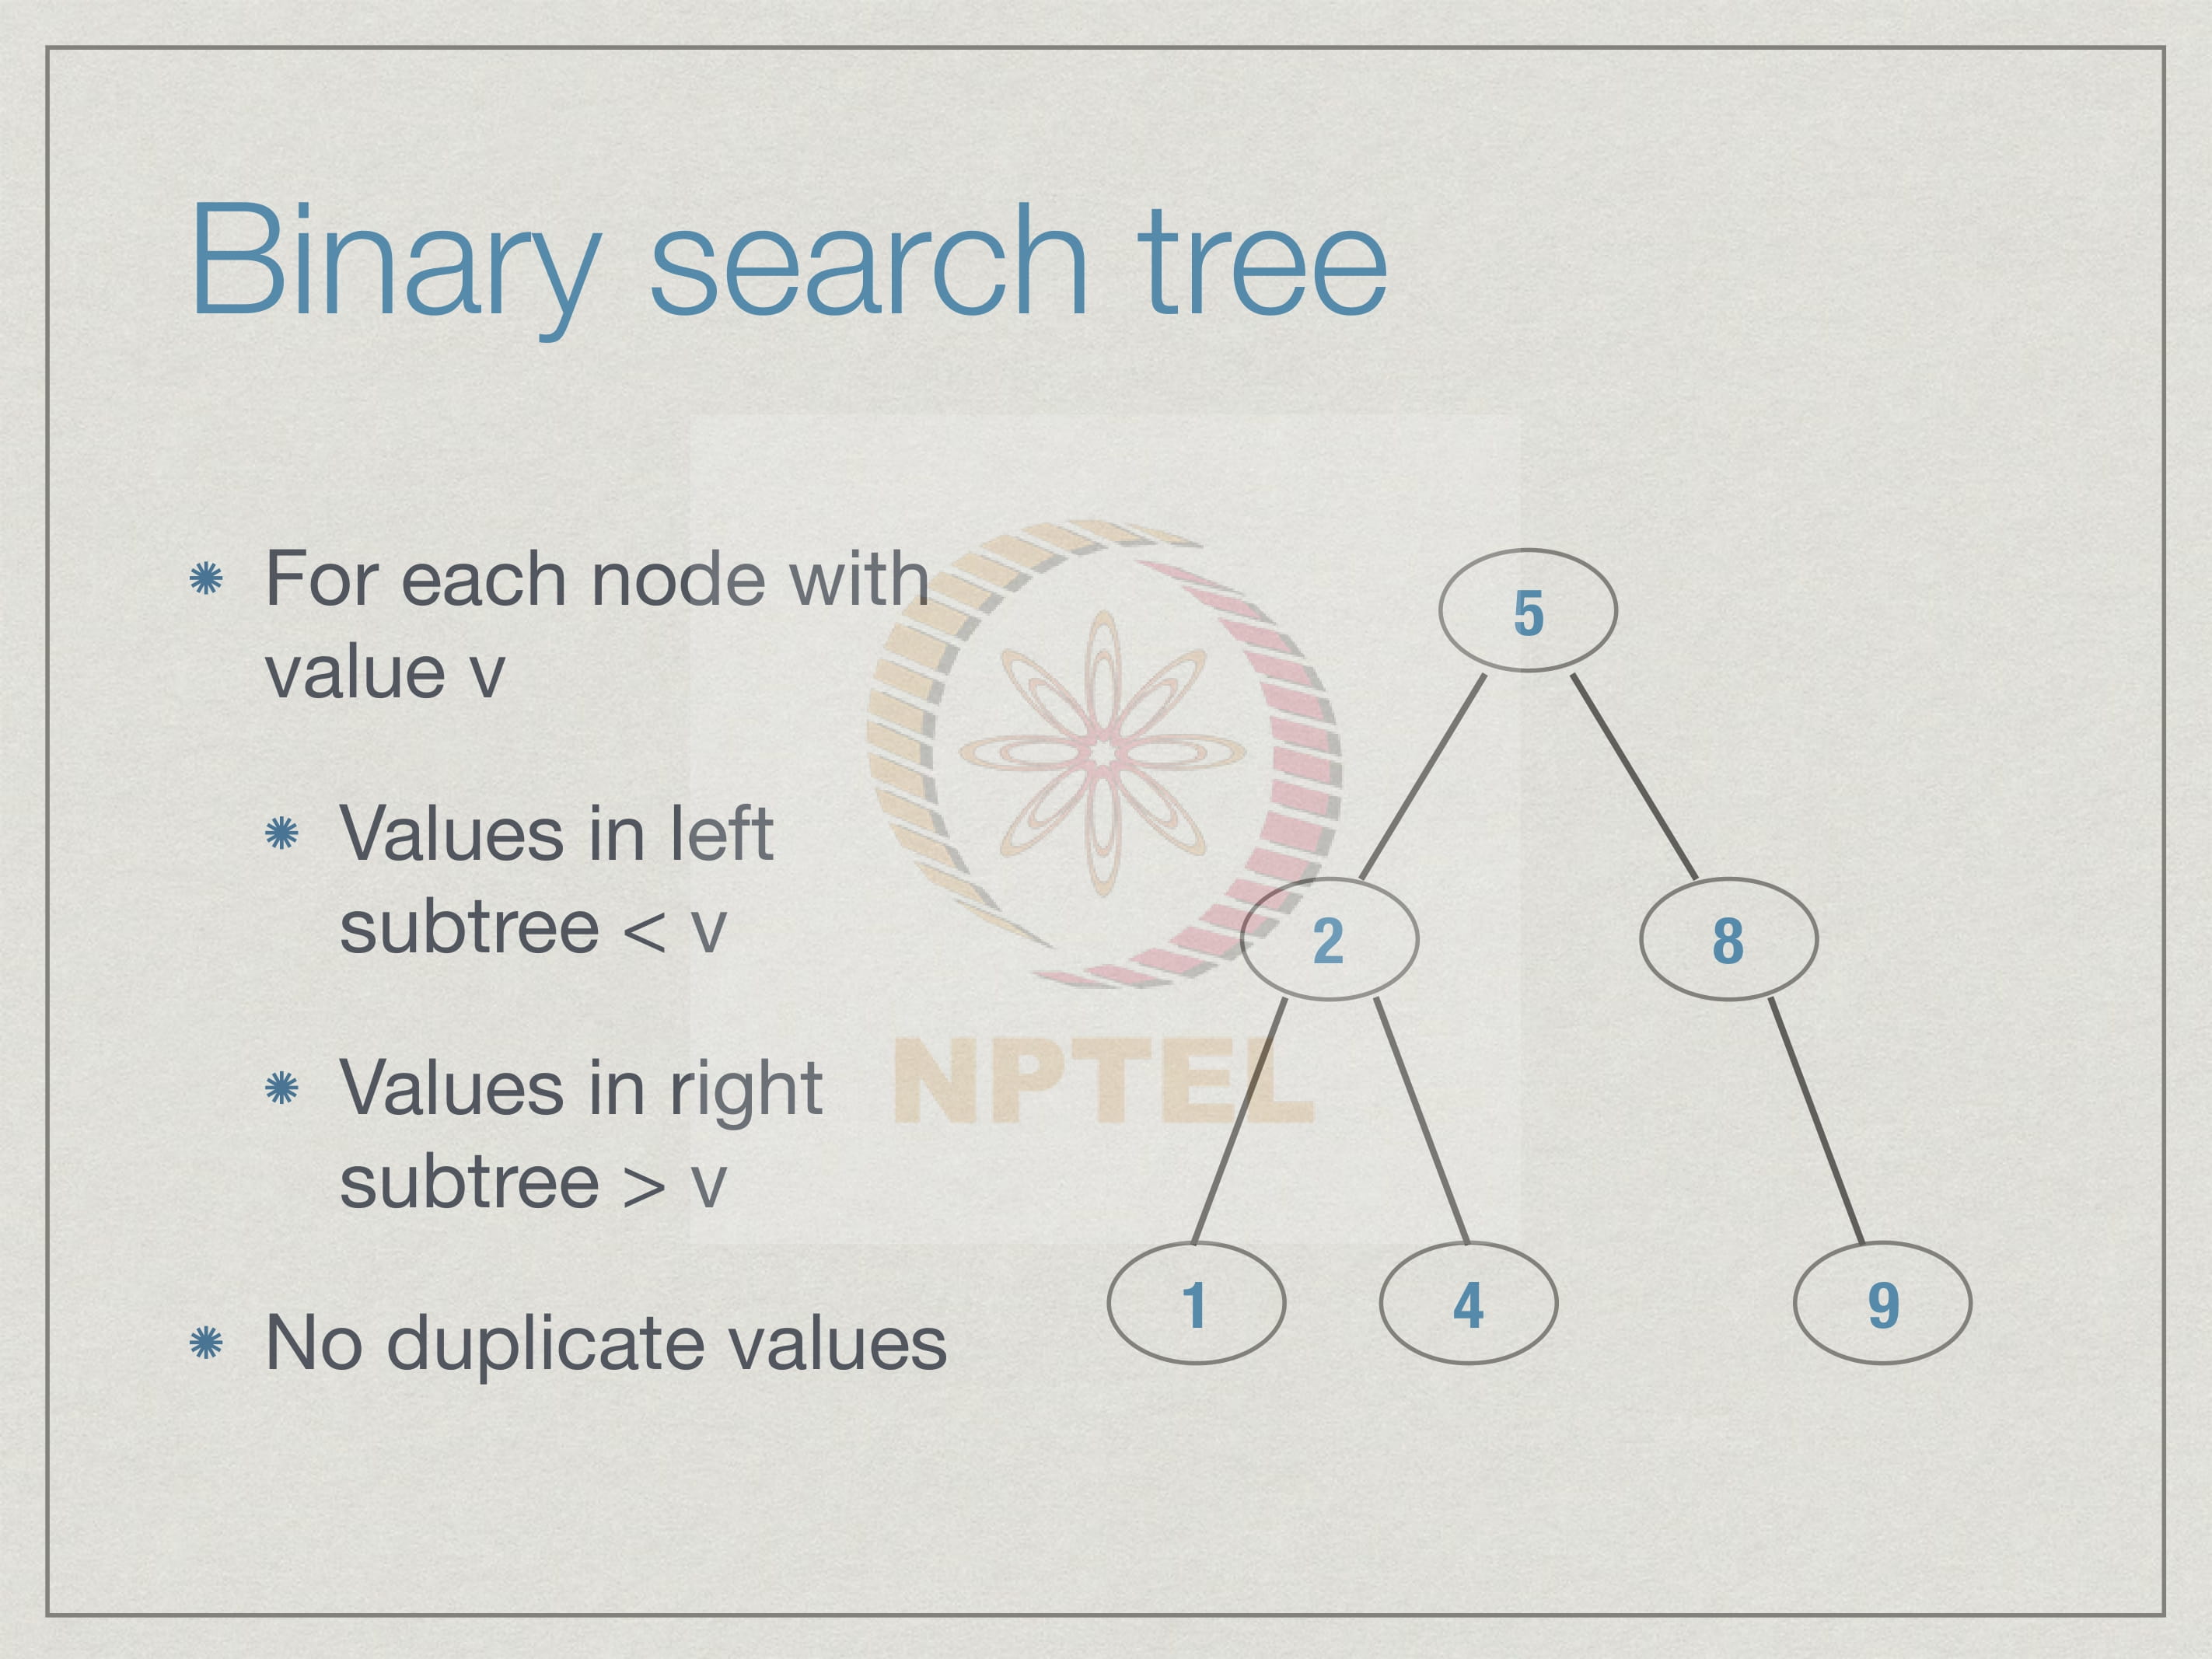 Binary search tree
For each node with
value v
Values in left
subtree < v
Values in right
subtree > v
No duplicate values
5
2
8
1
4
9
NPTEL